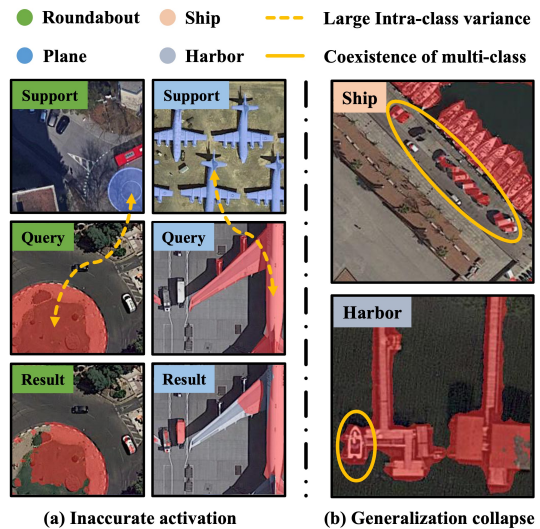 Roundabout
Ship
Large Intra-class variance
Plane
Harbor
Coexistence of multi-class
Support
Support
Ship
Query
Query
Harbor
Result
Result
(a) Inaccurate activation
(b) Generalization collapse